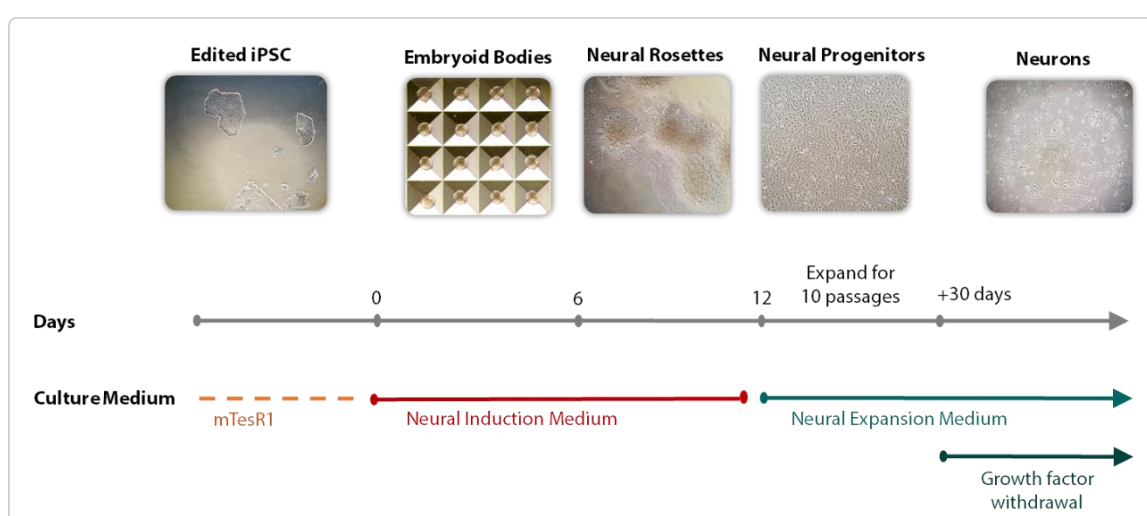 Edited iPSC
Embryoid Bodies
Neural Rosettes
Neural Progenitors
Neurons
Days
0
6
12
Expand for
10 passages
+30 days
Culture Medium
mTesR1
Neural Induction Medium
Neural Expansion Medium
Growth factor
withdrawal